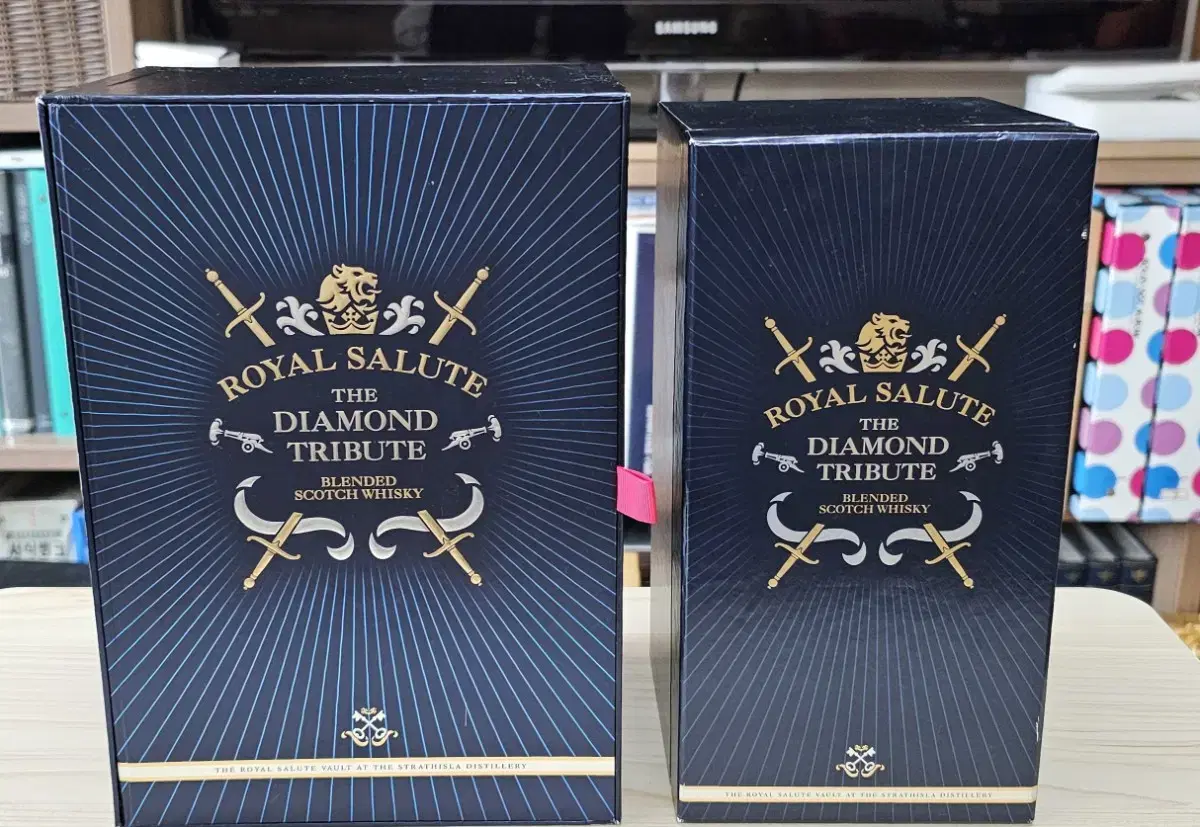 SAMSUNG
ROYAL SALUTE
THE
DIAMOND
TRIBUTE
BLENDED
SCOTCH WHISKY
THE ROYAL SALUTE VAULT AT THE STRATHISLA DISTILLERY
ROYAL SALUTE
THE
DIAMOND
TRIBUTE
BLENDED
SCOTCH WHISKY
THE ROYAL SALUTE VAULT AT THE STRATHISLA DISTILLERY